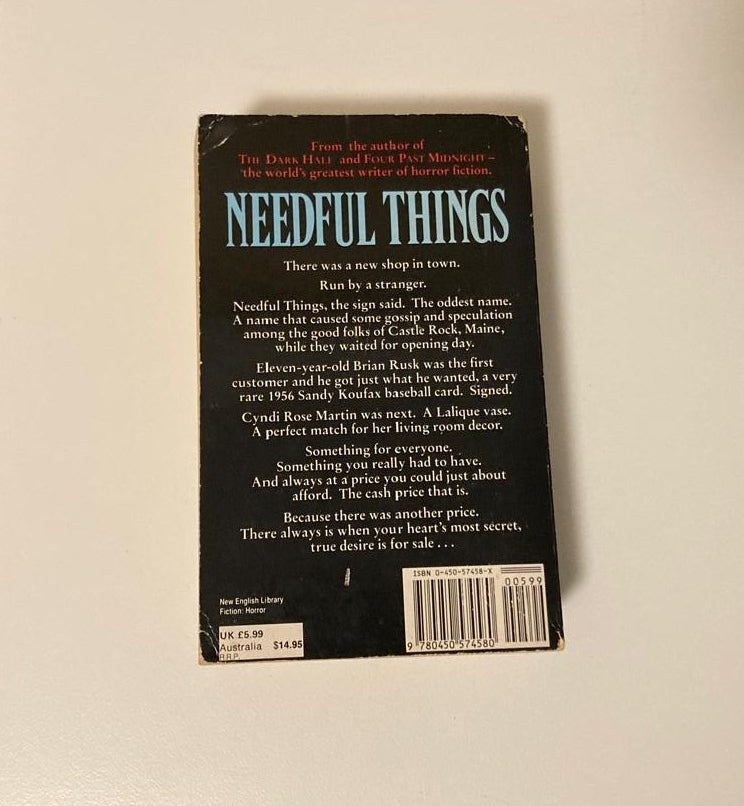 From the author of
THE DARK HALF and FOUR PAST MIDNIGHT –
the world's greatest writer of horror fiction.
NEEDFUL THINGS
There was a new shop in town.
Run by a stranger.
Needful Things, the sign said. The oddest name.
A name that caused some gossip and speculation
among the good folks of Castle Rock, Maine,
while they waited for opening day.
Eleven-year-old Brian Rusk was the first
customer and he got just what he wanted, a very
rare 1956 Sandy Koufax baseball card. Signed.
Cyndi Rose Martin was next. A Lalique vase.
A perfect match for her living room decor.
Something for everyone.
Something you really had to have.
And always at a price you could just about
afford. The cash price that is.
Because there was another price.
There always is when your heart's most secret,
true desire is for sale . . .
New English Library
Fiction: Horror
UK £5.99
Australia $14.95
R.R.P.
ISBN 0-450-57458-X
00599
9 780450 574580